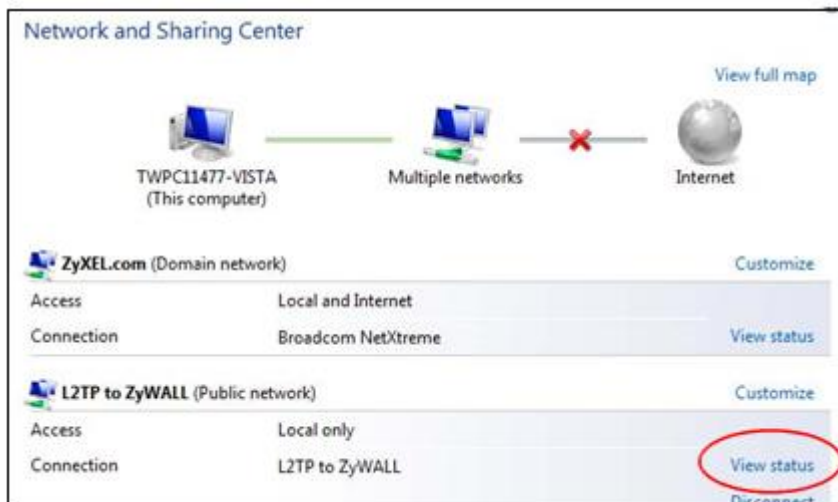 Network and Sharing Center
View full map
TWPC11477-VISTA
(This computer)
Multiple networks
Internet
ZyXEL.com (Domain network) Customize
Access Local and Internet
Connection Broadcom NetXtreme View status
L2TP to ZyWALL (Public network) Customize
Access Local only
Connection L2TP to ZyWALL View status
Disconnect